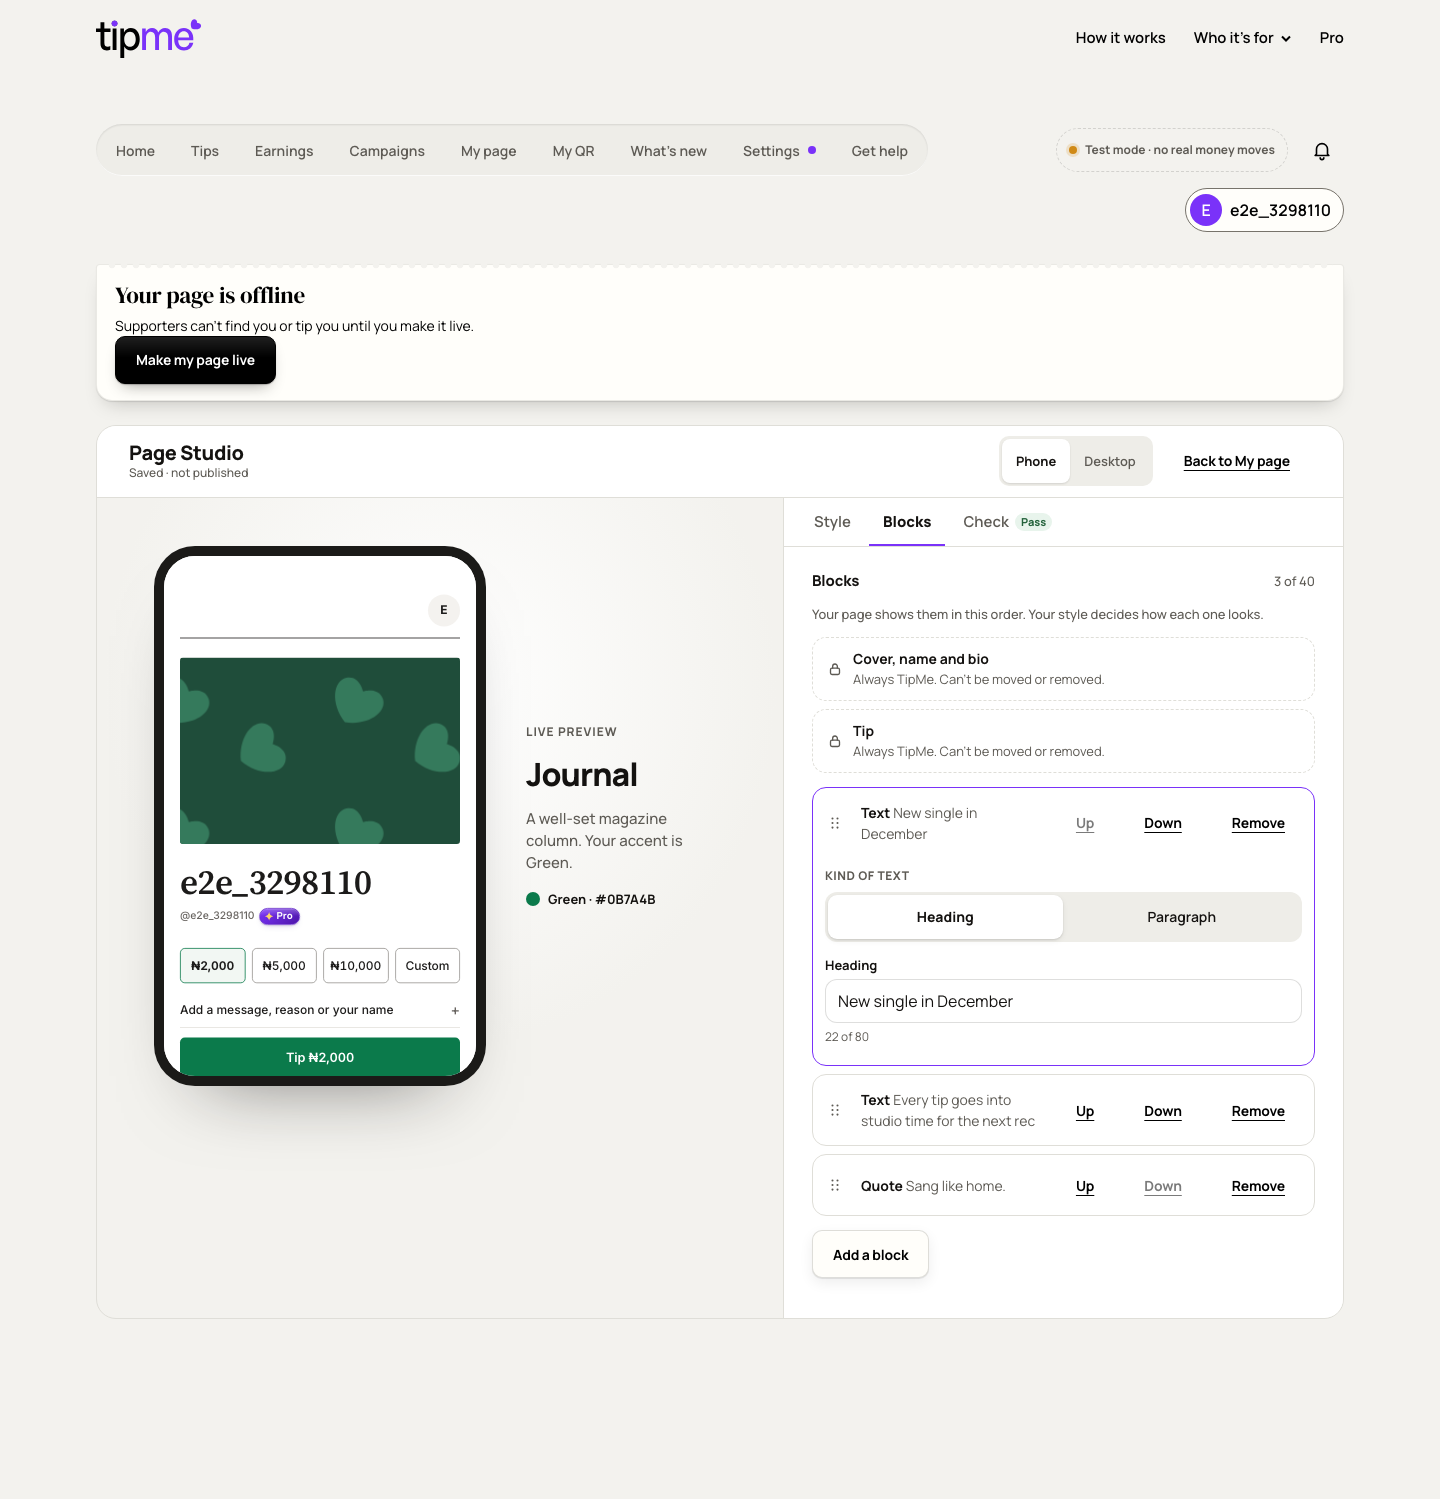 tipme
How it works
Who it's for
Pro
Home
Tips
Earnings
Campaigns
My page
My QR
What's new
Settings
Get help
Test mode · no real money moves
E
e2e_3298110
Your page is offline
Supporters can't find you or tip you until you make it live.
Make my page live
Page Studio
Saved · not published
Phone
Desktop
Back to My page
E
e2e_3298110
@e2e_3298110
Pro
₦2,000
₦5,000
₦10,000
Custom
Add a message, reason or your name
+
Tip ₦2,000
LIVE PREVIEW
Journal
A well-set magazine
column. Your accent is
Green.
Green · #0B7A4B
Style
Blocks
Check
Pass
Blocks
3 of 40
Your page shows them in this order. Your style decides how each one looks.
Cover, name and bio
Always TipMe. Can't be moved or removed.
Tip
Always TipMe. Can't be moved or removed.
Text New single in
December
Up
Down
Remove
KIND OF TEXT
Heading
Paragraph
Heading
New single in December
22 of 80
Text Every tip goes into
studio time for the next rec
Up
Down
Remove
Quote Sang like home.
Up
Down
Remove
Add a block